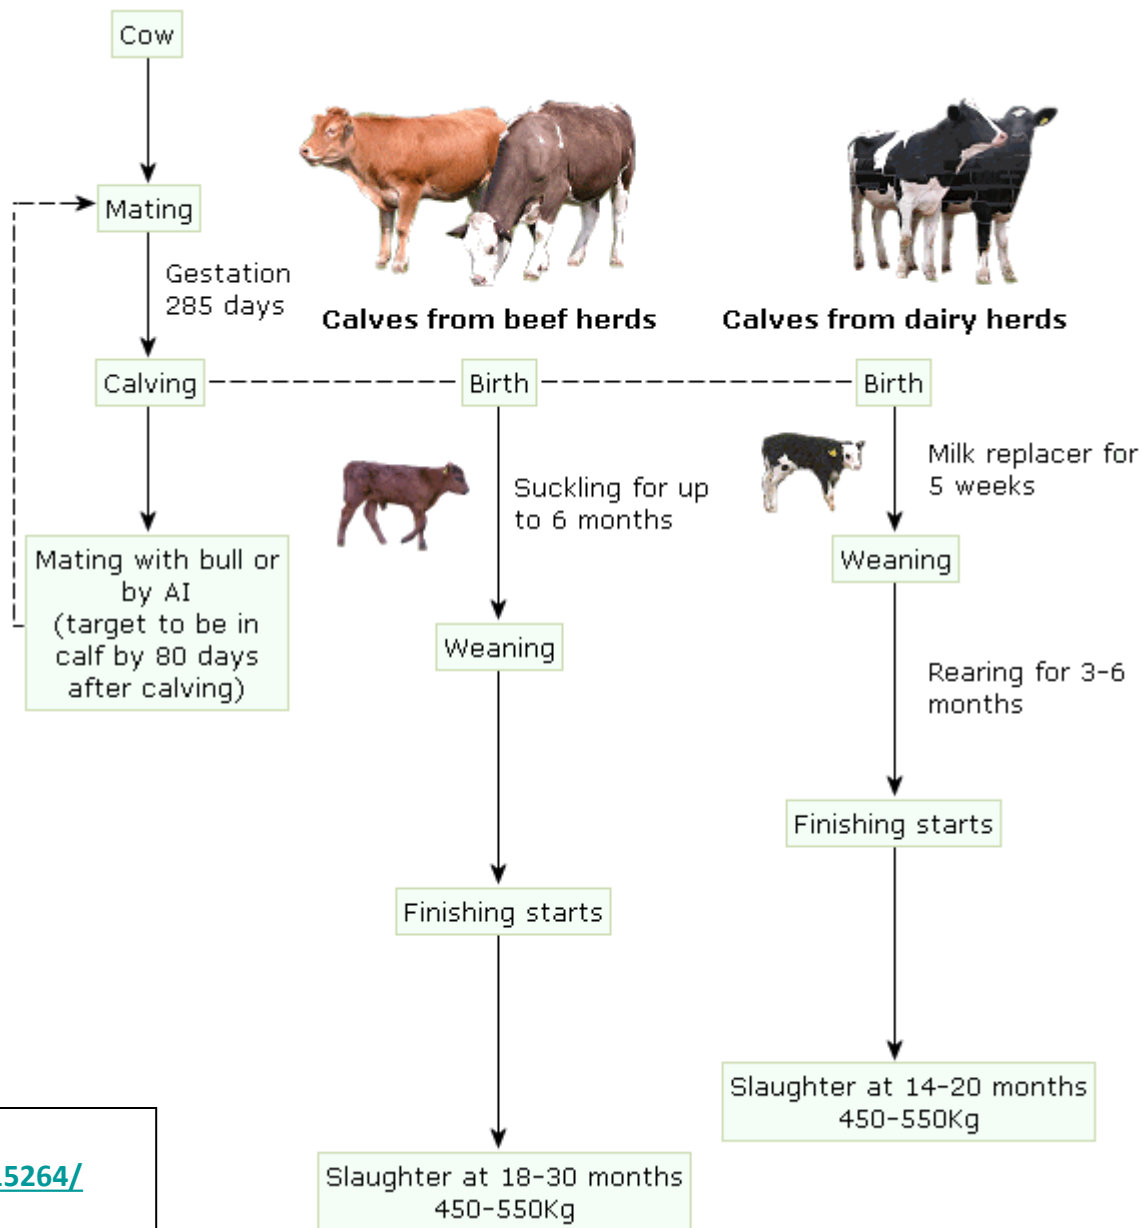 Cow
Mating
Gestation
285 days
Calves from beef herds
Calves from dairy herds
Calving
Birth
Birth
Milk replacer for
5 weeks
Suckling for up
to 6 months
Mating with bull or
by AI
(target to be in
calf by 80 days
after calving)
Weaning
Weaning
Rearing for 3-6
months
Finishing starts
Finishing starts
Slaughter at 14-20 months
450-550Kg
Slaughter at 18-30 months
450-550Kg
5264/